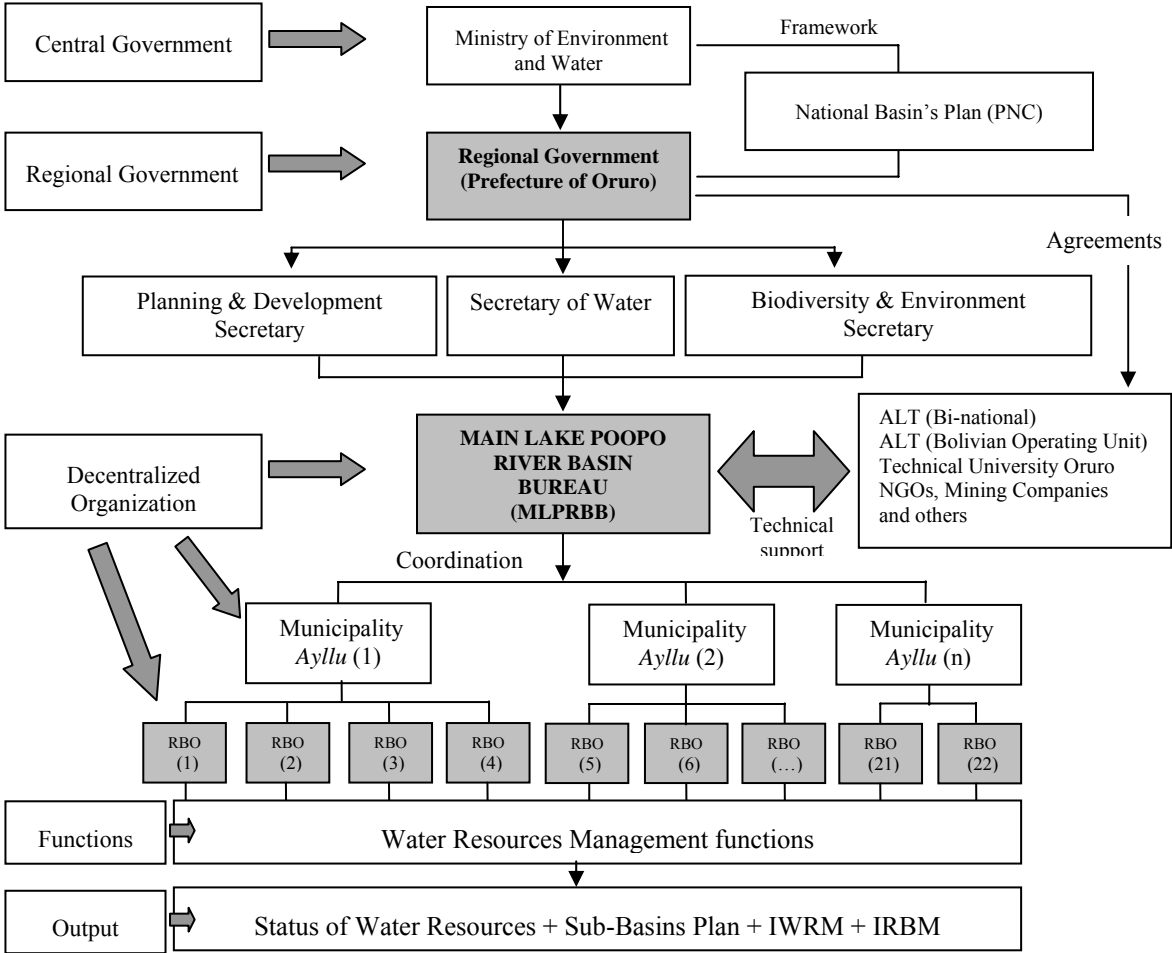 Central Government
Ministry of Environment
and Water
Framework
National Basin's Plan (PNC)
Regional Government
Regional Government
(Prefecture of Oruro)
Agreements
Planning & Development
Secretary
Secretary of Water
Biodiversity & Environment
Secretary
Decentralized
Organization
MAIN LAKE POOPO
RIVER BASIN
BUREAU
(MLPRBB)
Technical
support
ALT (Bi-national)
ALT (Bolivian Operating Unit)
Technical University Oruro
NGOs, Mining Companies
and others
Coordination
Municipality
Ayllu (1)
Municipality
Ayllu (2)
Municipality
Ayllu (n)
RBO
(1)
RBO
(2)
RBO
(3)
RBO
(4)
RBO
(5)
RBO
(6)
RBO
(…)
RBO
(21)
RBO
(22)
Functions
Water Resources Management functions
Output
Status of Water Resources + Sub-Basins Plan + IWRM + IRBM